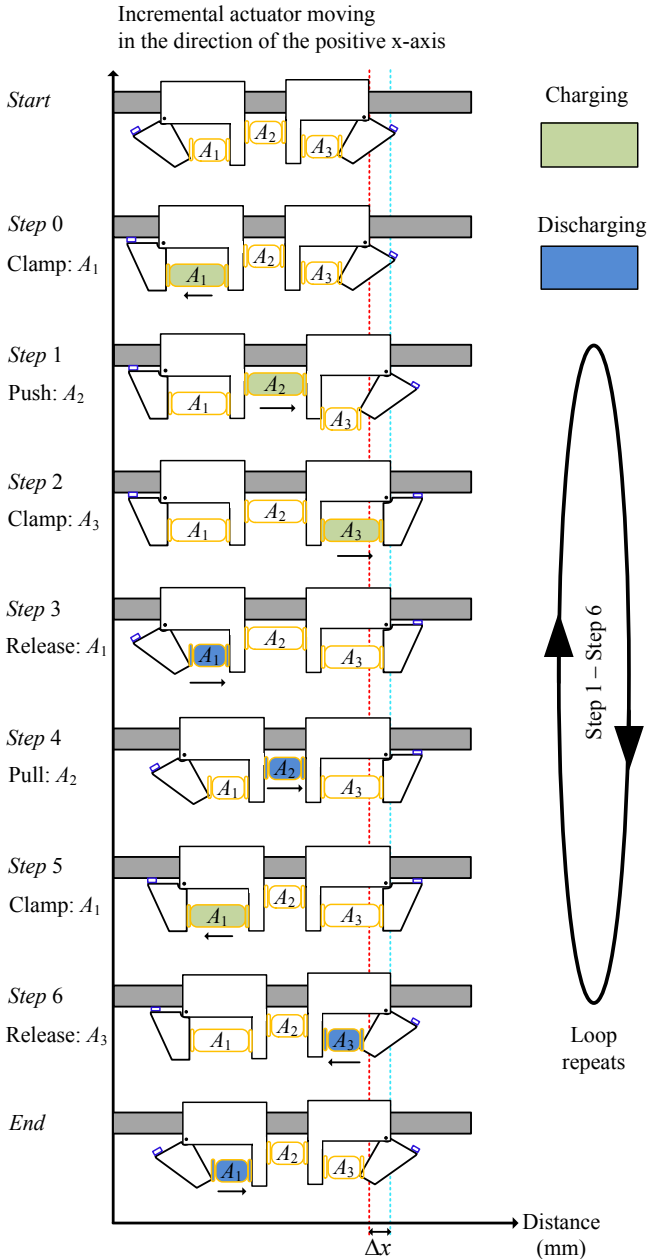 Incremental actuator moving
in the direction of the positive x-axis
Start
A1
A2
A3
Charging
Step 0
Clamp: A1
A1
A2
A3
Discharging
Step 1
Push: A2
A1
A2
A3
Step 2
Clamp: A3
A1
A2
A3
Step 3
Release: A1
A1
A2
A3
Step 4
Pull: A2
A1
A2
A3
Step 5
Clamp: A1
A1
A2
A3
Step 6
Release: A3
A1
A2
A3
Step 1 – Step 6
Loop
repeats
End
A1
A2
A3
Δx
Distance
(mm)